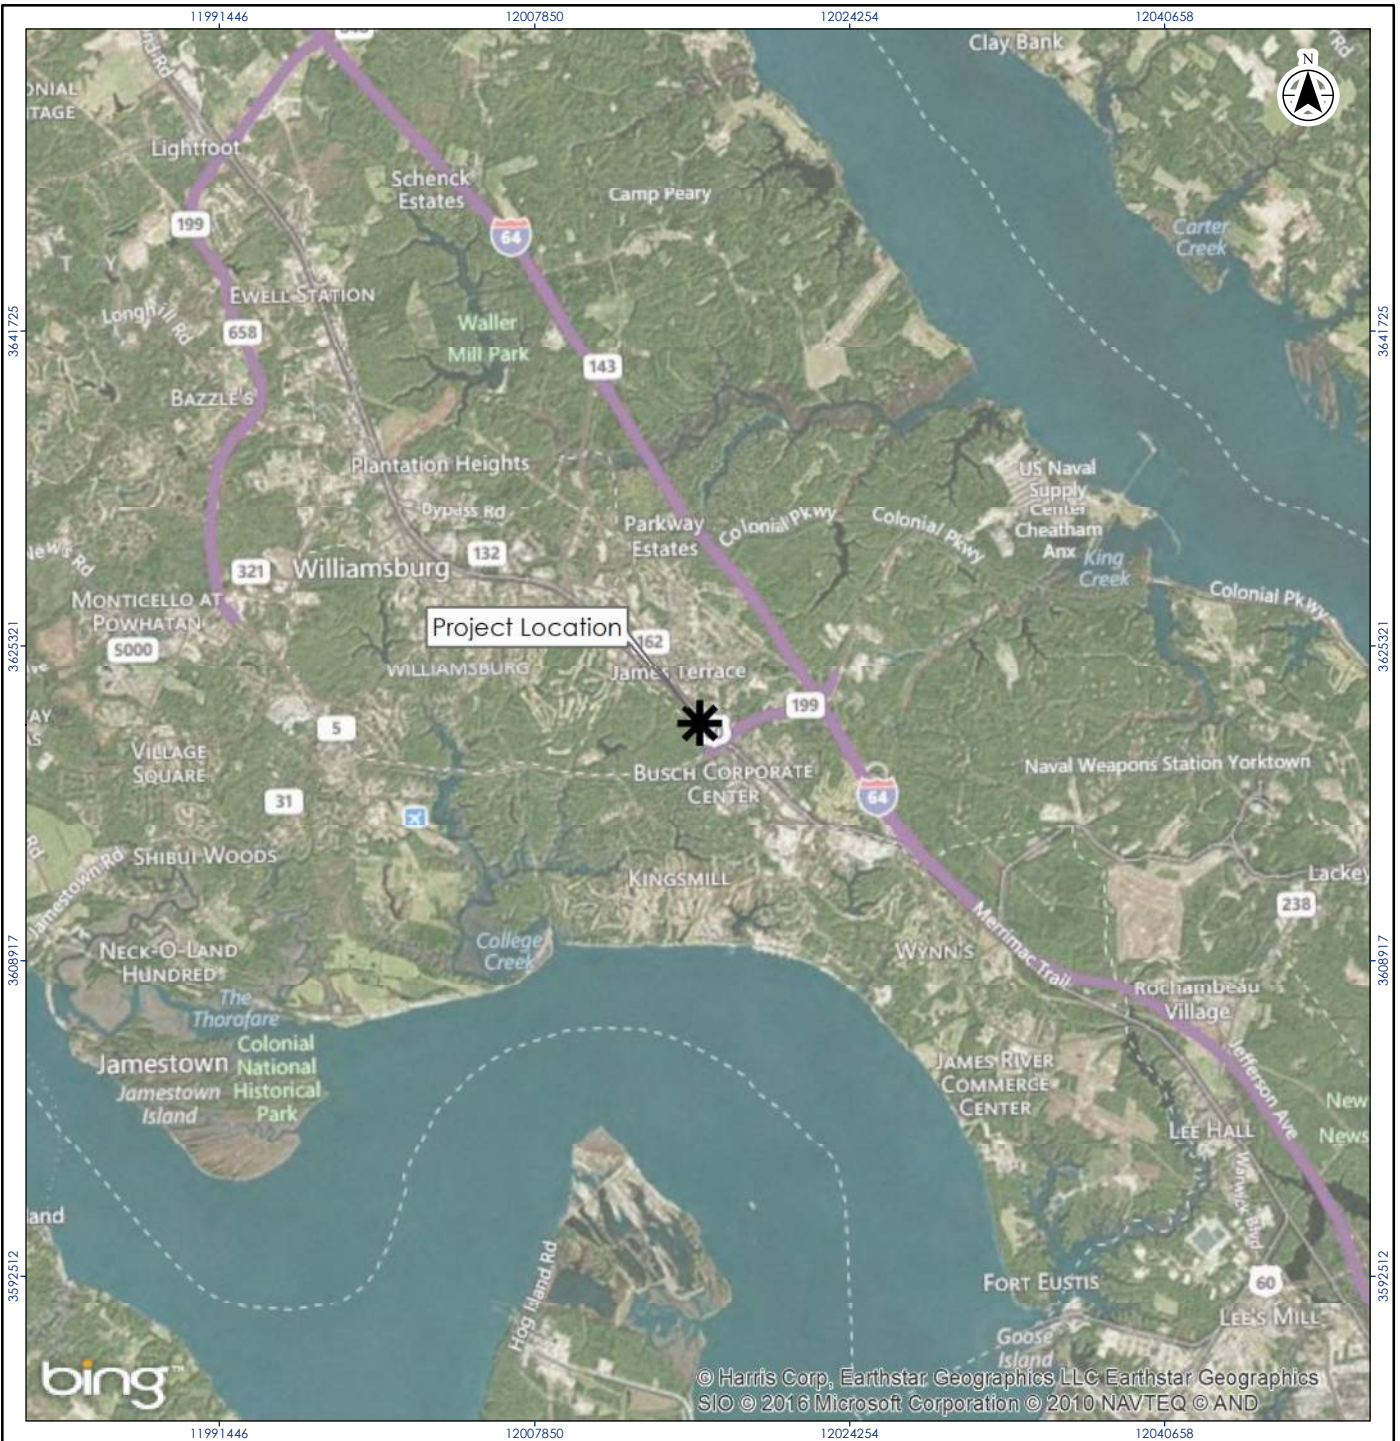 11991446
12007850
12024254
12040658
Clay Bank
N
Lightfoot
Schenck
Estates
Camp Peary
199
64
Carter
Creek
T Y
EWELL STATION
Longhill Rd
658
Waller
Mill Park
143
3641725
3641725
BAZZLE'S
Plantation Heights
US Naval
Supply
Center
Cheatham
Anx
Bypass Rd
Parkway
Estates
Colonial Pkwy
Colonial Pkwy
King
Creek
132
321
Williamsburg
Colonial Pkwy
MONTICELLO AT
POWHATAN
Project Location
162
5000
3625321
3625321
WILLIAMSBURG
James Terrace
199
5
VILLAGE
SQUARE
BUSCH CORPORATE
CENTER
Naval Weapons Station Yorktown
31
64
SHIBUI WOODS
Jamestown Rd
Rd
KINGSMILL
Lackey
238
Merrimac Trail
NECK-O-LAND
HUNDRED
College
Creek
WYNN'S
3608917
3608917
The
Thorofare
Rochambeau
Village
Jamestown
Colonial
National
Historical
Park
Jamestown
Island
JAMES RIVER
COMMERCE
CENTER
Jefferson Ave
New
News
LEE HALL
Warwick Blvd
land
Hog Island Rd
FORT EUSTIS
60
3592512
3592512
LEE'S MILL
Goose
Island
bing™
© Harris Corp, Earthstar Geographics LLC Earthstar Geographics
SIO © 2016 Microsoft Corporation © 2010 NAVTEQ © AND
11991446
12007850
12024254
12040658